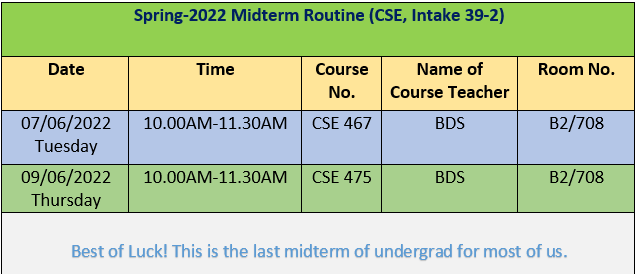 Spring-2022 Midterm Routine (CSE, Intake 39-2)
Date Time Course No. Name of Course Teacher Room No.
07/06/2022 Tuesday 10.00AM-11.30AM CSE 467 BDS B2/708
09/06/2022 Thursday 10.00AM-11.30AM CSE 475 BDS B2/708
Best of Luck! This is the last midterm of undergrad for most of us.